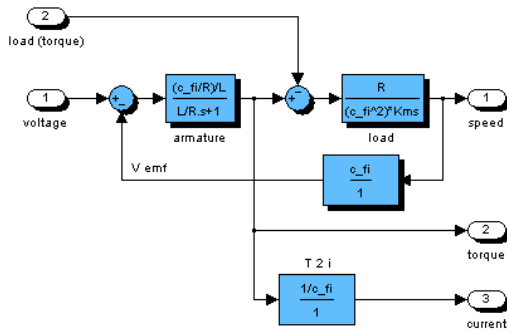 2
load (torque)
1
voltage
+
-
(c_fi/R)/L
L/R.s+1
armature
+
-
R
(c_fi^2)*Kms
load
1
speed
V emf
c_fi
1
2
torque
T 2 i
1/c_fi
1
3
current